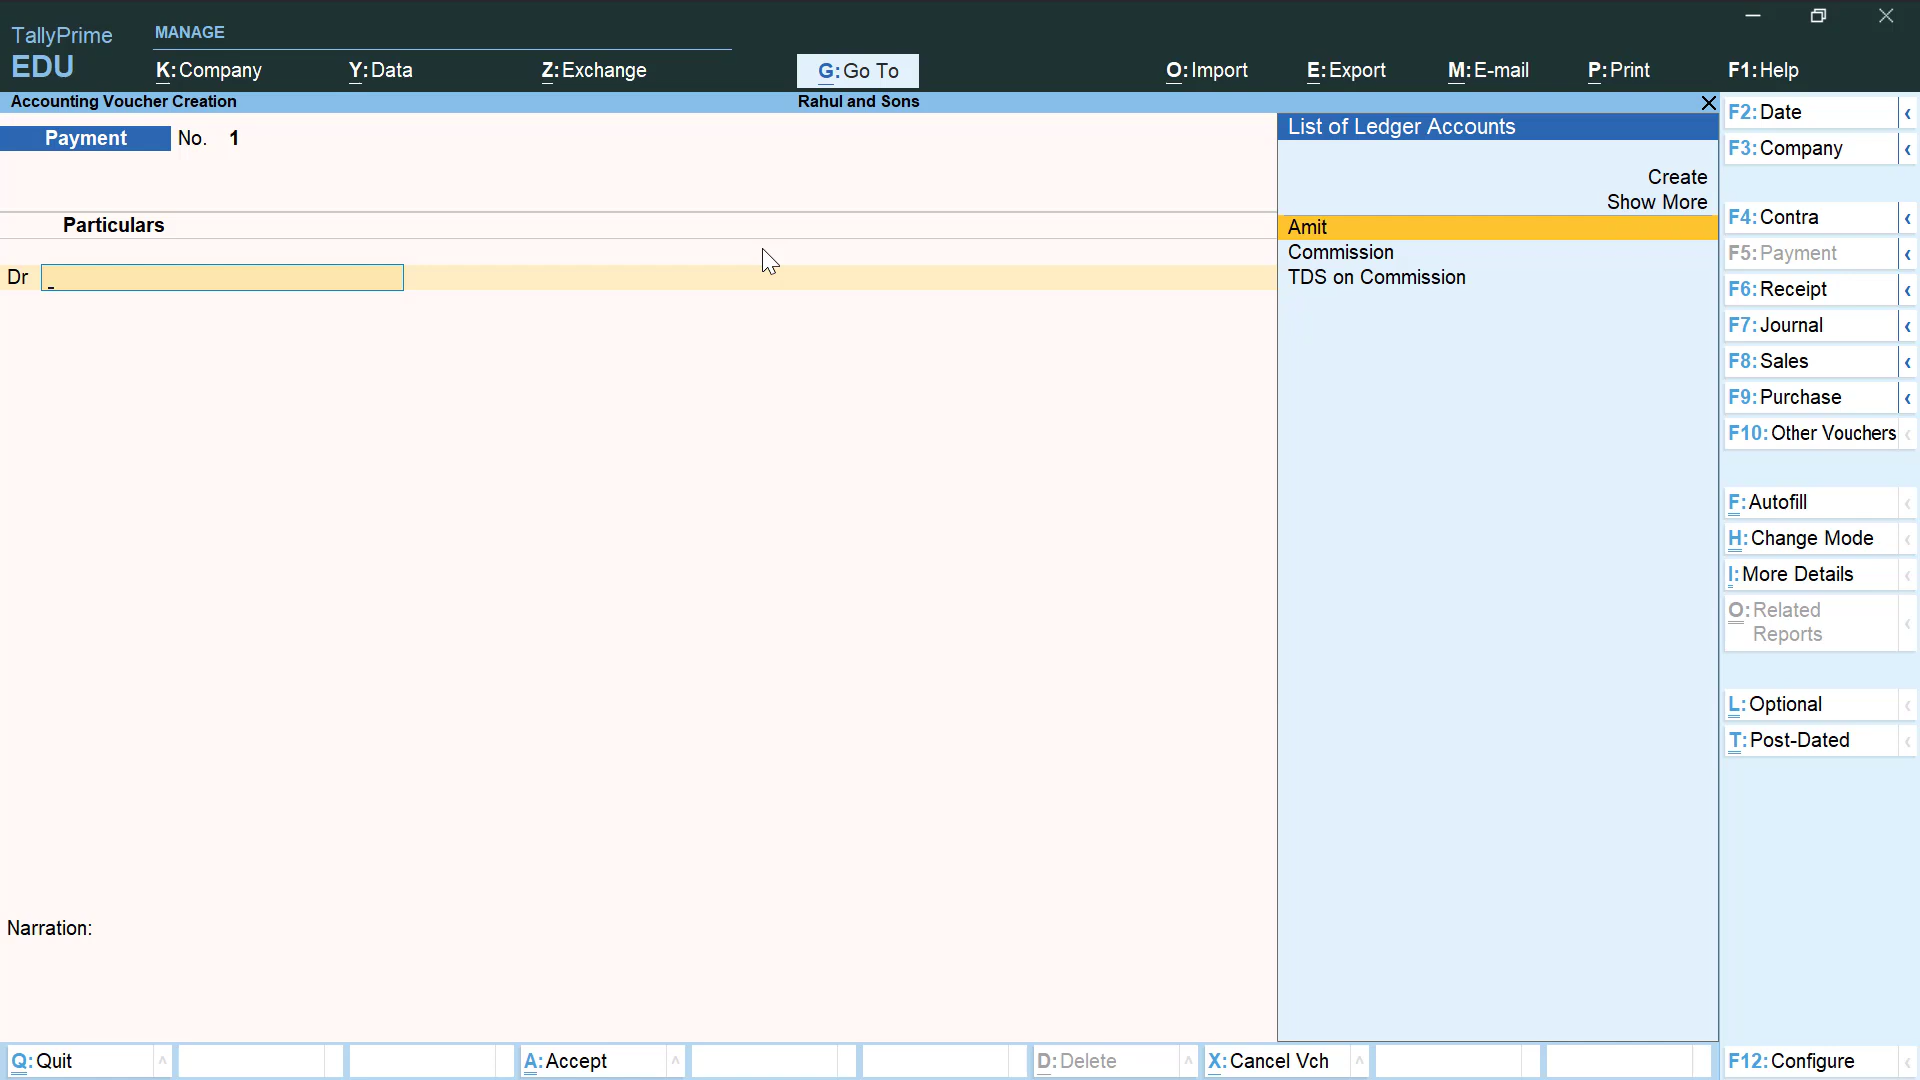 TallyPrime
EDU
MANAGE
K:Company
Y:Data
Z:Exchange
G:Go To
O:Import
E:Export
M:E-mail
P:Print
F1:Help
Accounting Voucher Creation
Rahul and Sons
Payment No. 1
Particulars
Dr
Narration:
List of Ledger Accounts
Create
Show More
Amit
Commission
TDS on Commission
F2:Date
F3:Company
F4:Contra
F5:Payment
F6:Receipt
F7:Journal
F8:Sales
F9:Purchase
F10:Other Vouchers
F:Autofill
H:Change Mode
I:More Details
O:Related
Reports
L:Optional
T:Post-Dated
Q:Quit
A:Accept
D:Delete
X:Cancel Vch
F12:Configure